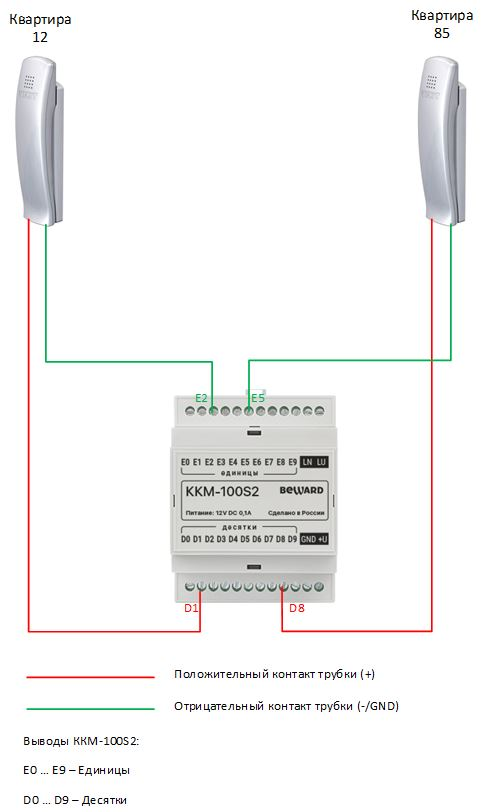 Квартира
12
Квартира
85
E2
E5
E0 E1 E2 E3 E4 E5 E6 E7 E8 E9 LN LU
единицы
ККМ-100S2 BEWARD
Питание: 12V DC 0,1A Сделано в России
десятки
D0 D1 D2 D3 D4 D5 D6 D7 D8 D9 GND +U
D1
D8
Положительный контакт трубки (+)
Отрицательный контакт трубки (-/GND)
Выводы ККМ-100S2:
E0 ... E9 – Единицы
D0 ... D9 – Десятки